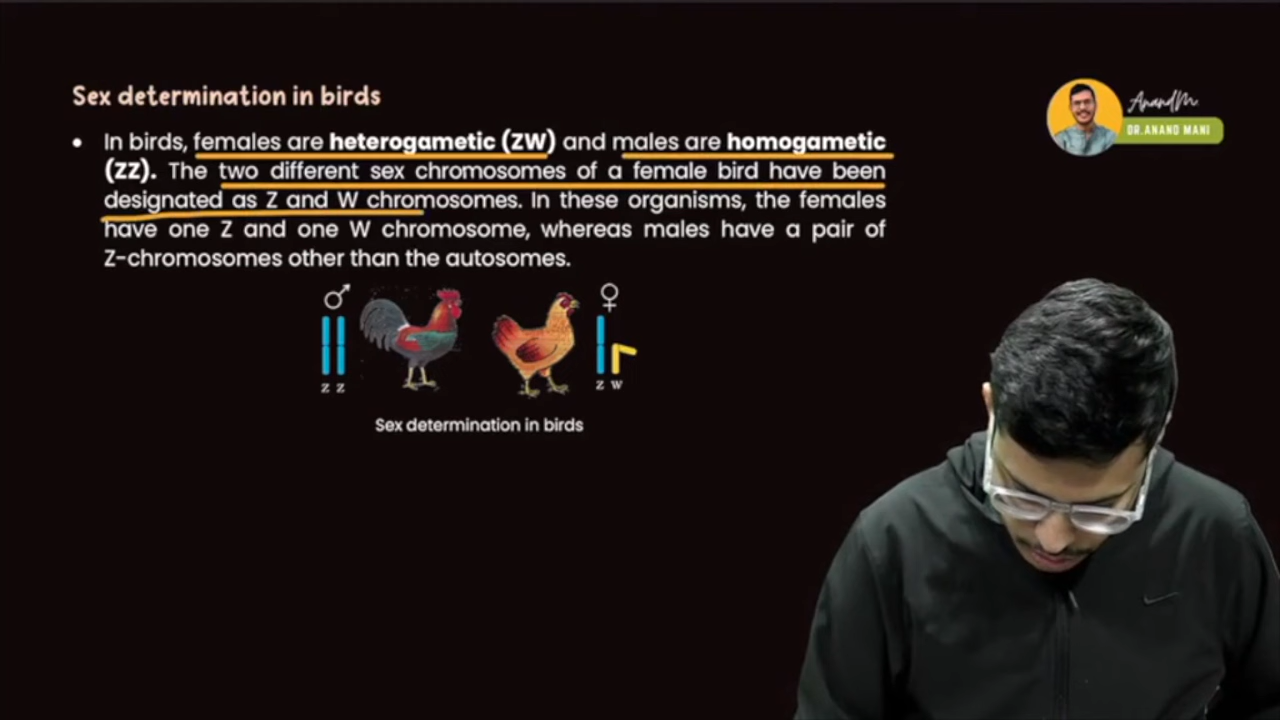 Sex determination in birds
AnandM.
DR.ANAND MANI
• In birds, females are heterogametic (ZW) and males are homogametic
(ZZ). The two different sex chromosomes of a female bird have been
designated as Z and W chromosomes. In these organisms, the females
have one Z and one W chromosome, whereas males have a pair of
Z-chromosomes other than the autosomes.
♂ ♀
Z Z Z W
Sex determination in birds